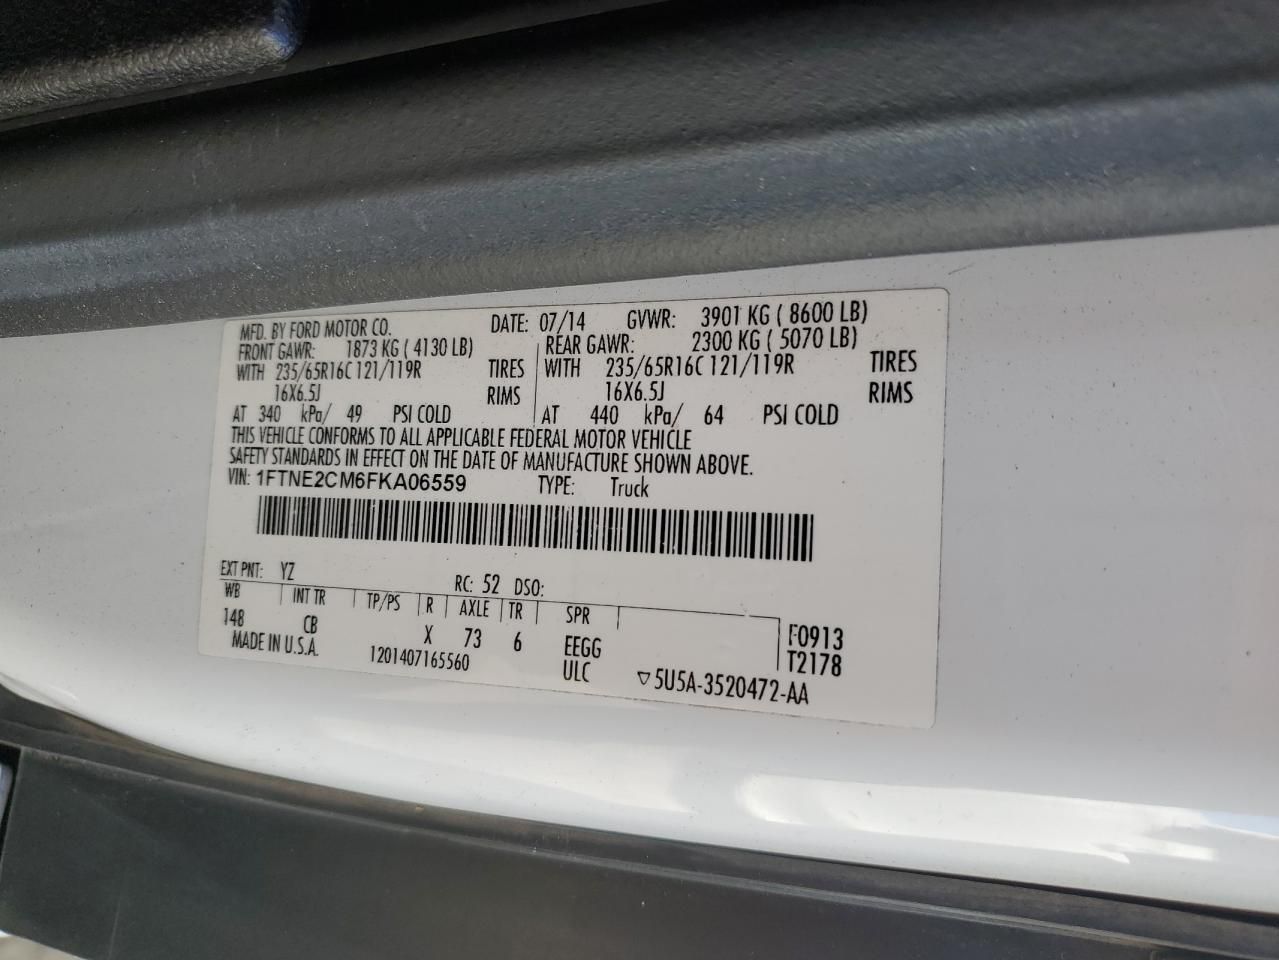 MFD. BY FORD MOTOR CO. DATE: 07/14 GVWR: 3901 KG ( 8600 LB)
FRONT GAWR: 1873 KG ( 4130 LB) REAR GAWR: 2300 KG ( 5070 LB)
WITH 235/65R16C 121/119R TIRES WITH 235/65R16C 121/119R TIRES
16X6.5J RIMS 16X6.5J RIMS
AT 340 kPa/ 49 PSI COLD AT 440 kPa/ 64 PSI COLD
THIS VEHICLE CONFORMS TO ALL APPLICABLE FEDERAL MOTOR VEHICLE
SAFETY STANDARDS IN EFFECT ON THE DATE OF MANUFACTURE SHOWN ABOVE.
VIN: 1FTNE2CM6FKA06559 TYPE: Truck
EXT PNT: YZ RC: 52 DSO:
WB INT TR TP/PS R AXLE TR SPR
148 CB X 73 6 EEGG F0913
MADE IN U.S.A. 1201407165560 ULC T2178
▽5U5A-3520472-AA